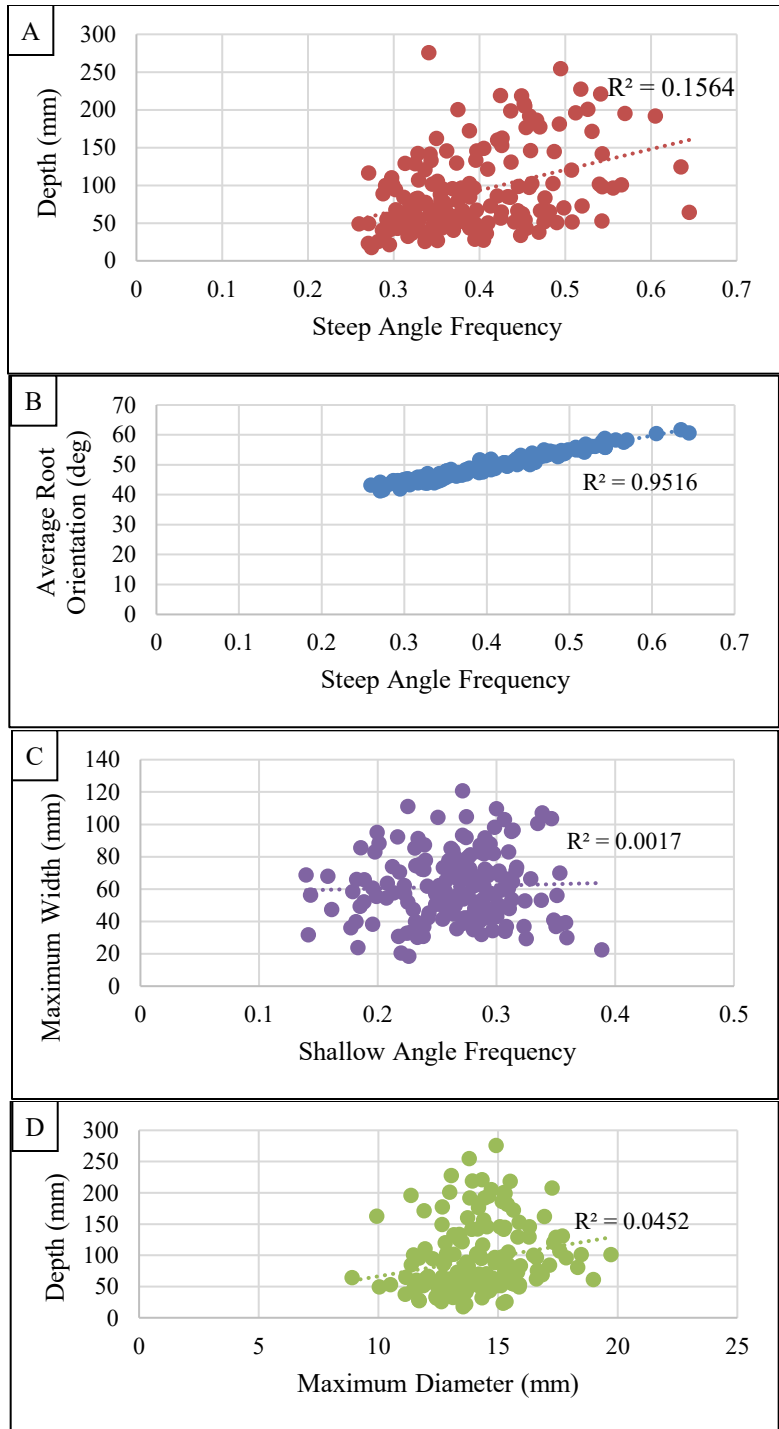 A
300
250
200
150
100
50
0
Depth (mm)
R² = 0.1564
0 0.1 0.2 0.3 0.4 0.5 0.6 0.7
Steep Angle Frequency
B
70
60
50
40
30
20
10
0
Average Root
Orientation (deg)
R² = 0.9516
0 0.1 0.2 0.3 0.4 0.5 0.6 0.7
Steep Angle Frequency
C
140
120
100
80
60
40
20
0
Maximum Width (mm)
R² = 0.0017
0 0.1 0.2 0.3 0.4 0.5
Shallow Angle Frequency
D
300
250
200
150
100
50
0
Depth (mm)
R² = 0.0452
0 5 10 15 20 25
Maximum Diameter (mm)